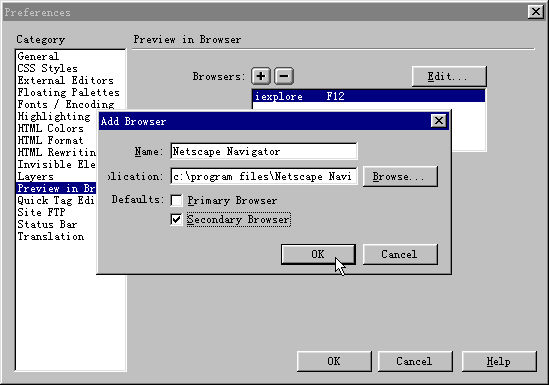 Preferences
Category
Preview in Browser
General
CSS Styles
External Editors
Floating Palettes
Fonts / Encoding
Highlighting
HTML Colors
HTML Format
HTML Rewritin
Invisible Ele
Layers
Preview in Br
Quick Tag Edi
Site FTP
Status Bar
Translation
Browsers: + − Edit...
iexplore F12
Add Browser
Name: Netscape Navigator
plication: c:\program files\Netscape Navi Browse...
Defaults: Primary Browser
Secondary Browser
OK Cancel
OK Cancel Help